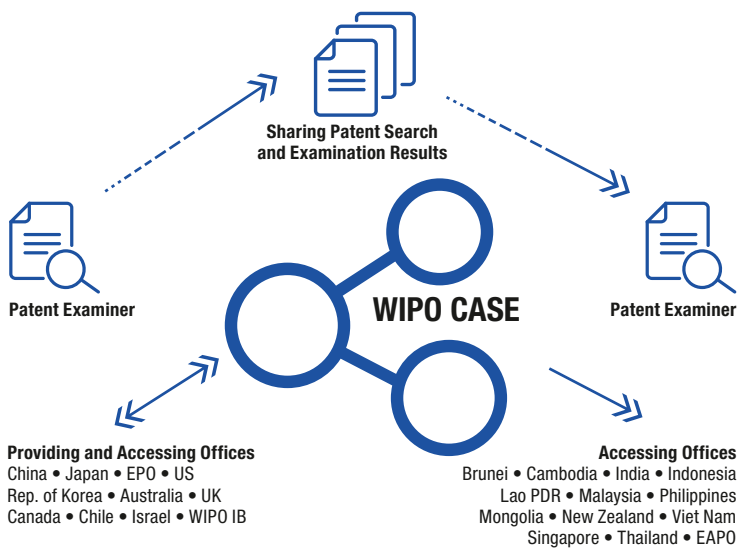 Sharing Patent Search
and Examination Results
Patent Examiner
WIPO CASE
Patent Examiner
Providing and Accessing Offices
China • Japan • EPO • US
Rep. of Korea • Australia • UK
Canada • Chile • Israel • WIPO IB
Accessing Offices
Brunei • Cambodia • India • Indonesia
Lao PDR • Malaysia • Philippines
Mongolia • New Zealand • Viet Nam
Singapore • Thailand • EAPO